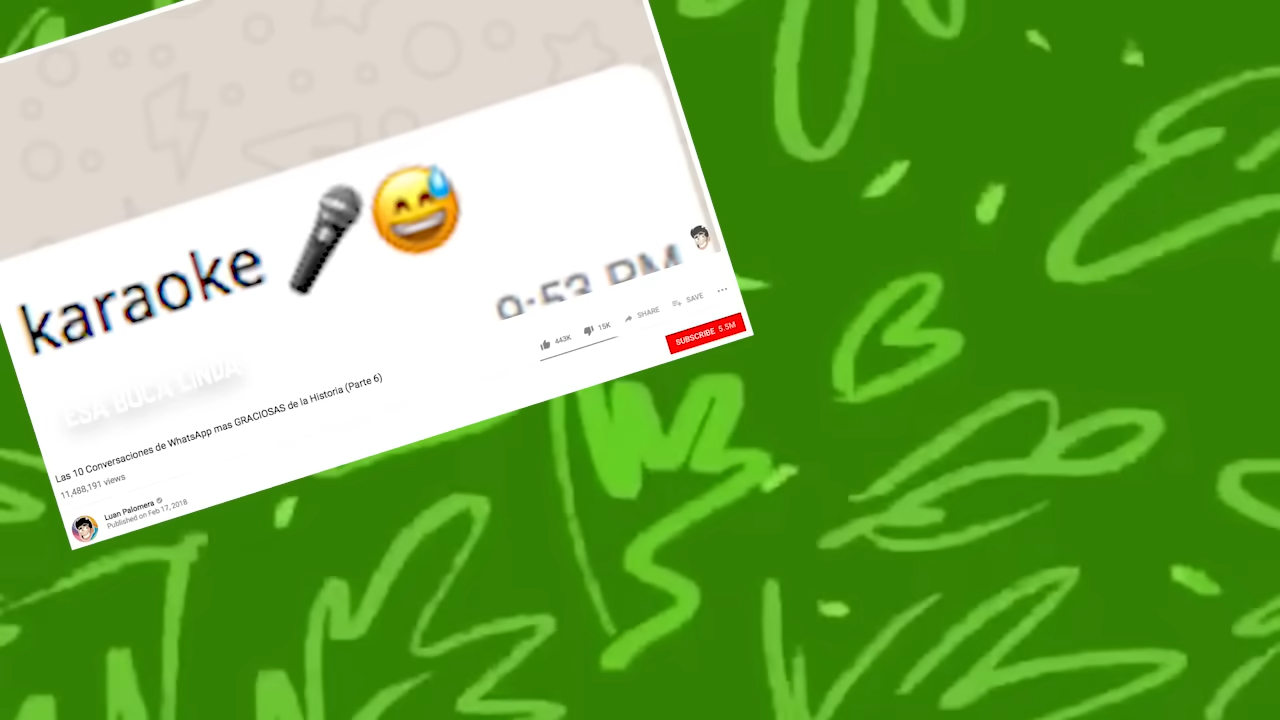 karaoke 🎤😅
9:53 PM
ESA BOCA LINDA
443K 15K SHARE SAVE
SUBSCRIBE 5.5M
Las 10 Conversaciones de WhatsApp mas GRACIOSAS de la Historia (Parte 6)
11,488,191 views
Luan Palomera
Published on Feb 17, 2018